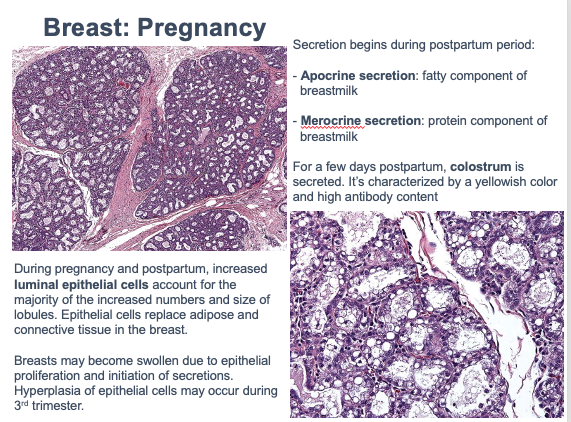 Breast: Pregnancy
Secretion begins during postpartum period:
- Apocrine secretion: fatty component of
breastmilk
- Merocrine secretion: protein component of
breastmilk
For a few days postpartum, colostrum is
secreted. It's characterized by a yellowish color
and high antibody content
During pregnancy and postpartum, increased
luminal epithelial cells account for the
majority of the increased numbers and size of
lobules. Epithelial cells replace adipose and
connective tissue in the breast.
Breasts may become swollen due to epithelial
proliferation and initiation of secretions.
Hyperplasia of epithelial cells may occur during
3rd trimester.